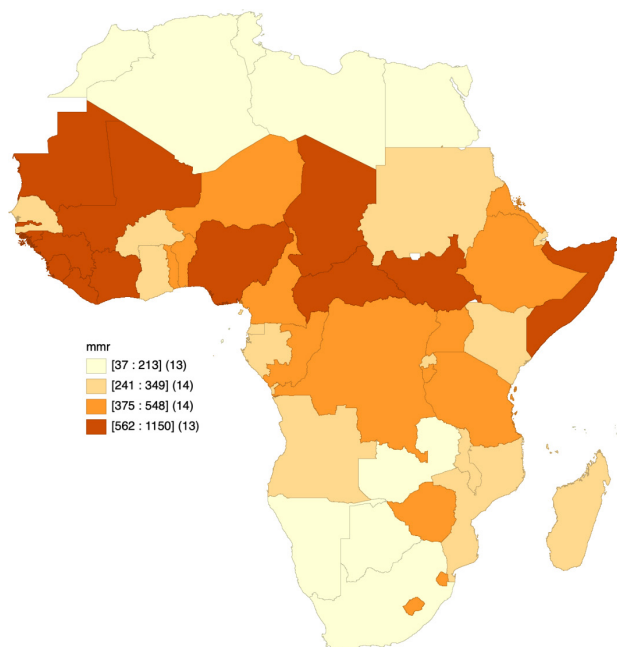 mmr
[37 : 213] (13)
[241 : 349] (14)
[375 : 548] (14)
[562 : 1150] (13)